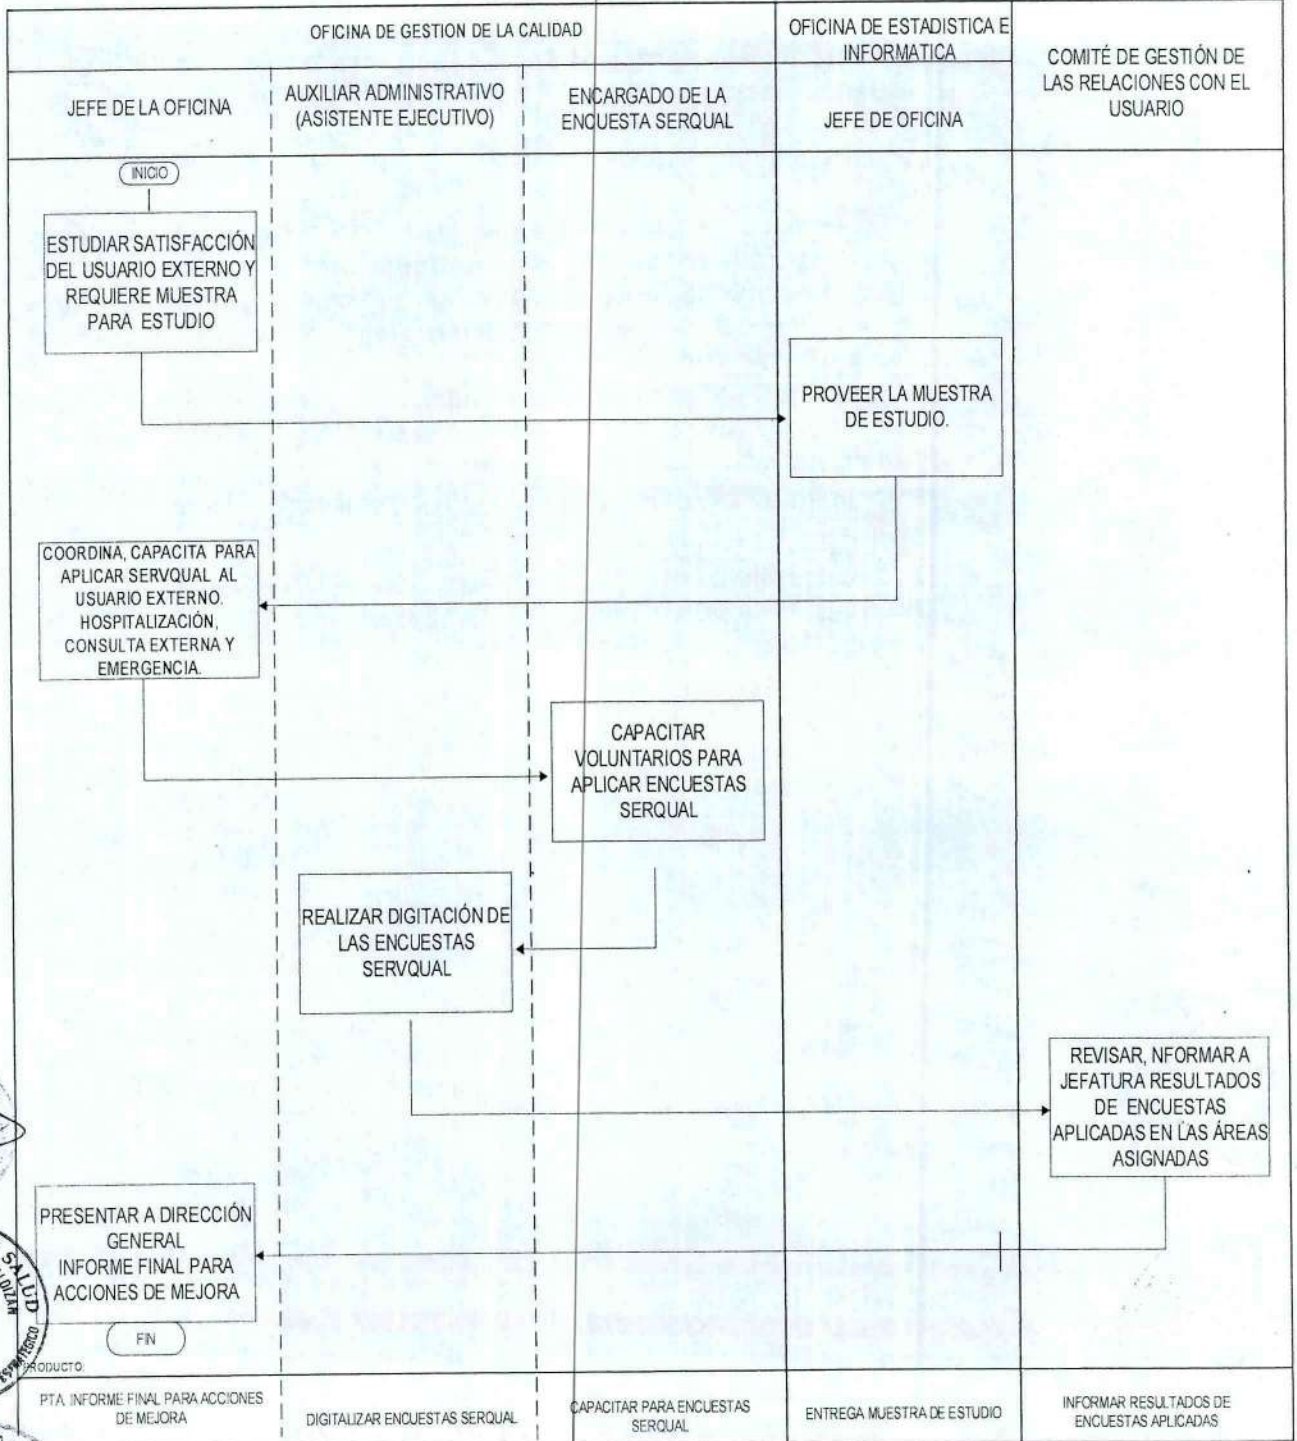 OFICINA DE GESTION DE LA CALIDAD
OFICINA DE ESTADISTICA E
INFORMATICA
COMITÉ DE GESTIÓN DE
LAS RELACIONES CON EL
USUARIO
JEFE DE LA OFICINA
AUXILIAR ADMINISTRATIVO
(ASISTENTE EJECUTIVO)
ENCARGADO DE LA
ENCUESTA SERQUAL
JEFE DE OFICINA
INICIO
ESTUDIAR SATISFACCIÓN
DEL USUARIO EXTERNO Y
REQUIERE MUESTRA
PARA ESTUDIO
PROVEER LA MUESTRA
DE ESTUDIO.
COORDINA, CAPACITA PARA
APLICAR SERVQUAL AL
USUARIO EXTERNO.
HOSPITALIZACIÓN,
CONSULTA EXTERNA Y
EMERGENCIA.
CAPACITAR
VOLUNTARIOS PARA
APLICAR ENCUESTAS
SERQUAL
REALIZAR DIGITACIÓN DE
LAS ENCUESTAS
SERVQUAL
REVISAR, NFORMAR A
JEFATURA RESULTADOS
DE ENCUESTAS
APLICADAS EN LAS ÁREAS
ASIGNADAS
PRESENTAR A DIRECCIÓN
GENERAL
INFORME FINAL PARA
ACCIONES DE MEJORA
FIN
SALUD
PRODUCTO:
PTA. INFORME FINAL PARA ACCIONES
DE MEJORA
DIGITALIZAR ENCUESTAS SERQUAL
CAPACITAR PARA ENCUESTAS
SERQUAL
ENTREGA MUESTRA DE ESTUDIO
INFORMAR RESULTADOS DE
ENCUESTAS APLICADAS